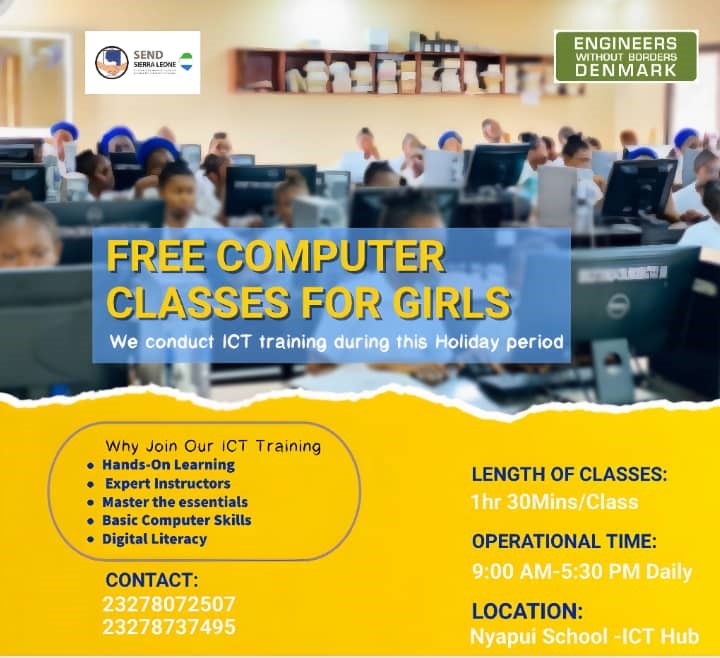 SEND
SIERRA LEONE
ENGINEERS
WITHOUT BORDERS
DENMARK
FREE COMPUTER
CLASSES FOR GIRLS
We conduct ICT training during this Holiday period
Why Join Our ICT Training
• Hands-On Learning
• Expert Instructors
• Master the essentials
• Basic Computer Skills
• Digital Literacy
CONTACT:
23278072507
23278737495
LENGTH OF CLASSES:
1hr 30Mins/Class
OPERATIONAL TIME:
9:00 AM-5:30 PM Daily
LOCATION:
Nyapui School -ICT Hub